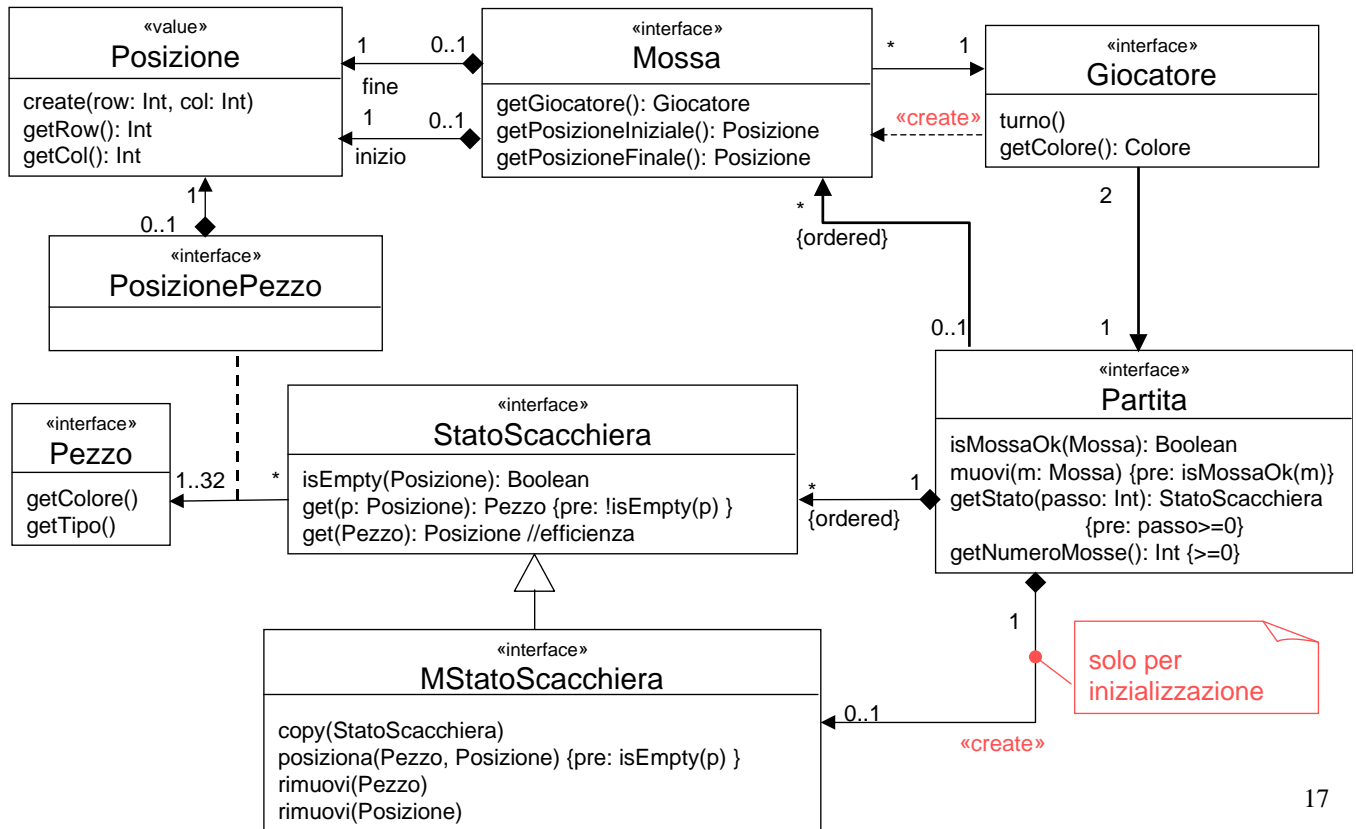 «value»
Posizione
create(row: Int, col: Int)
getRow(): Int
getCol(): Int
1
0..1
fine
1
0..1
inizio
«interface»
Mossa
getGiocatore(): Giocatore
getPosizioneIniziale(): Posizione
getPosizioneFinale(): Posizione
*
1
«create»
«interface»
Giocatore
turno()
getColore(): Colore
1
0..1
*
{ordered}
2
«interface»
PosizionePezzo
0..1
1
«interface»
Pezzo
getColore()
getTipo()
1..32
*
«interface»
StatoScacchiera
isEmpty(Posizione): Boolean
get(p: Posizione): Pezzo {pre: !isEmpty(p) }
get(Pezzo): Posizione //efficienza
*
{ordered}
1
«interface»
Partita
isMossaOk(Mossa): Boolean
muovi(m: Mossa) {pre: isMossaOk(m)}
getStato(passo: Int): StatoScacchiera
{pre: passo>=0}
getNumeroMosse(): Int {>=0}
1
solo per
inizializzazione
«interface»
MStatoScacchiera
copy(StatoScacchiera)
posiziona(Pezzo, Posizione) {pre: isEmpty(p) }
rimuovi(Pezzo)
rimuovi(Posizione)
0..1
«create»
17